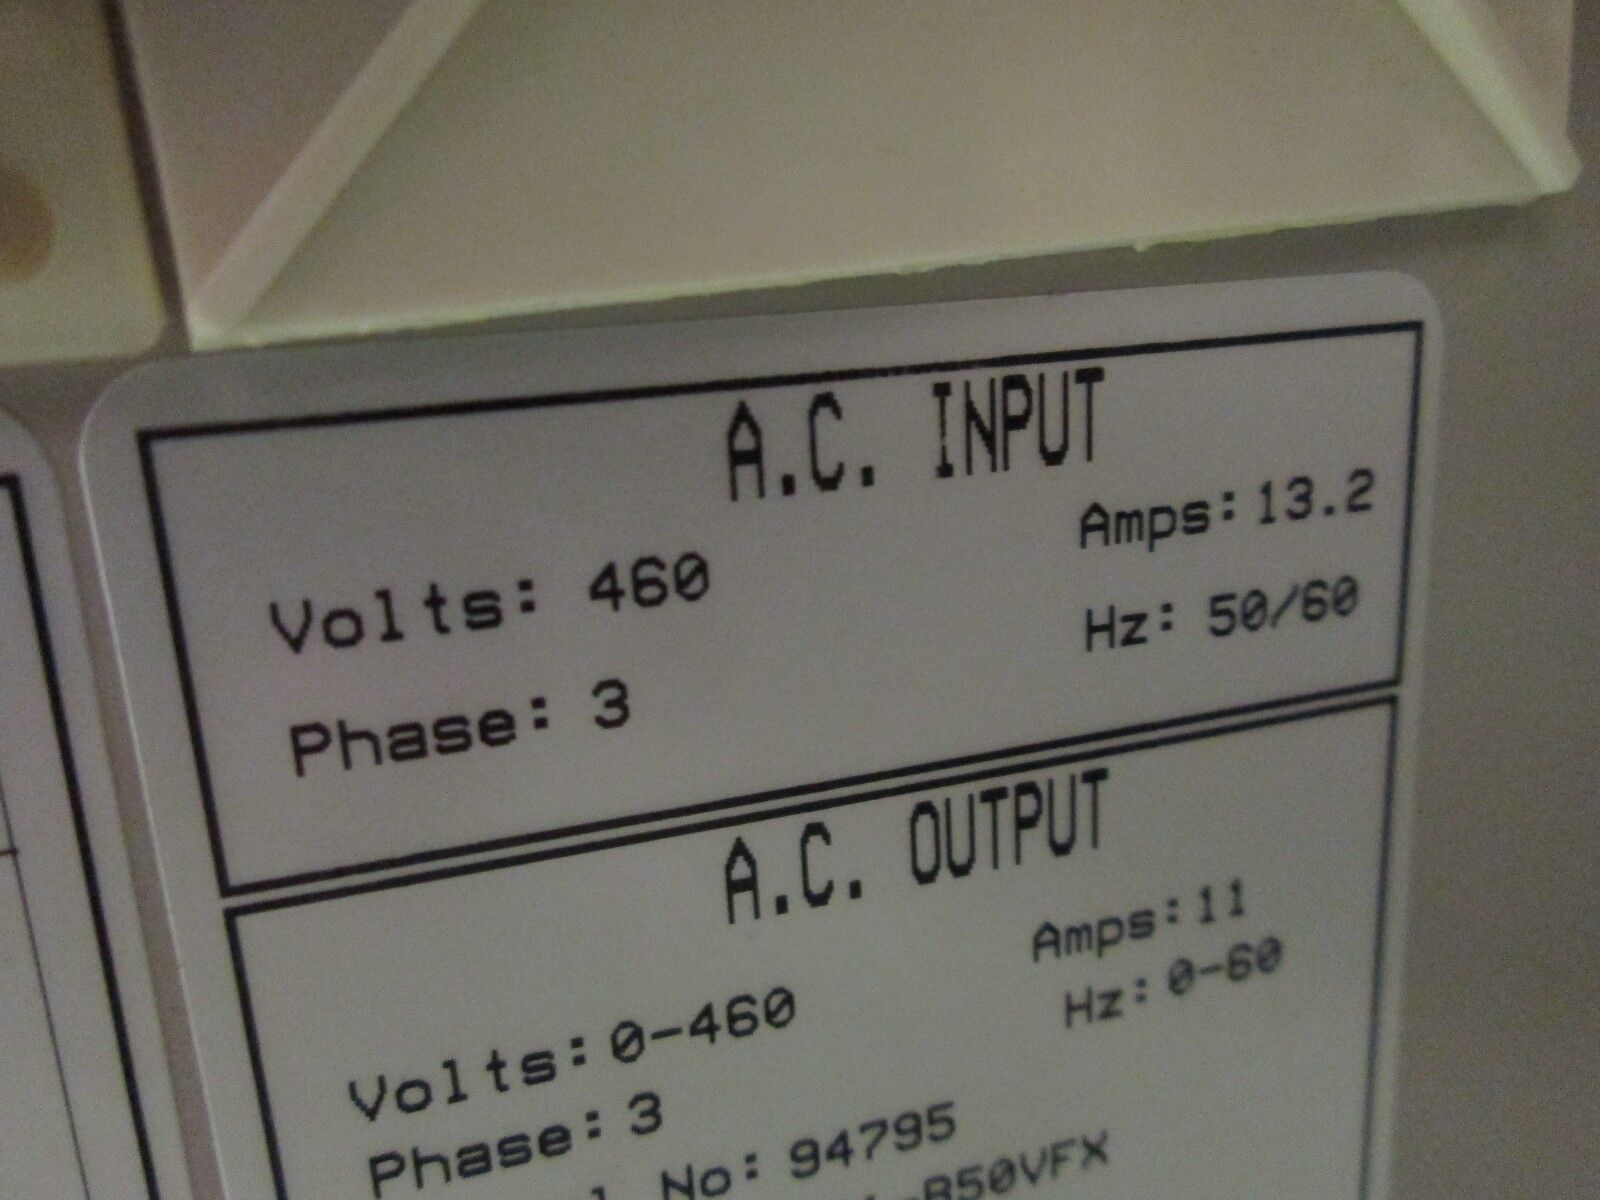 A.C. INPUT
Amps: 13.2
Volts: 460
Hz: 50/60
Phase: 3
A.C. OUTPUT
Amps: 11
Volts: 0-460
Hz: 0-60
Phase: 3
No: 94795
-B50VFX